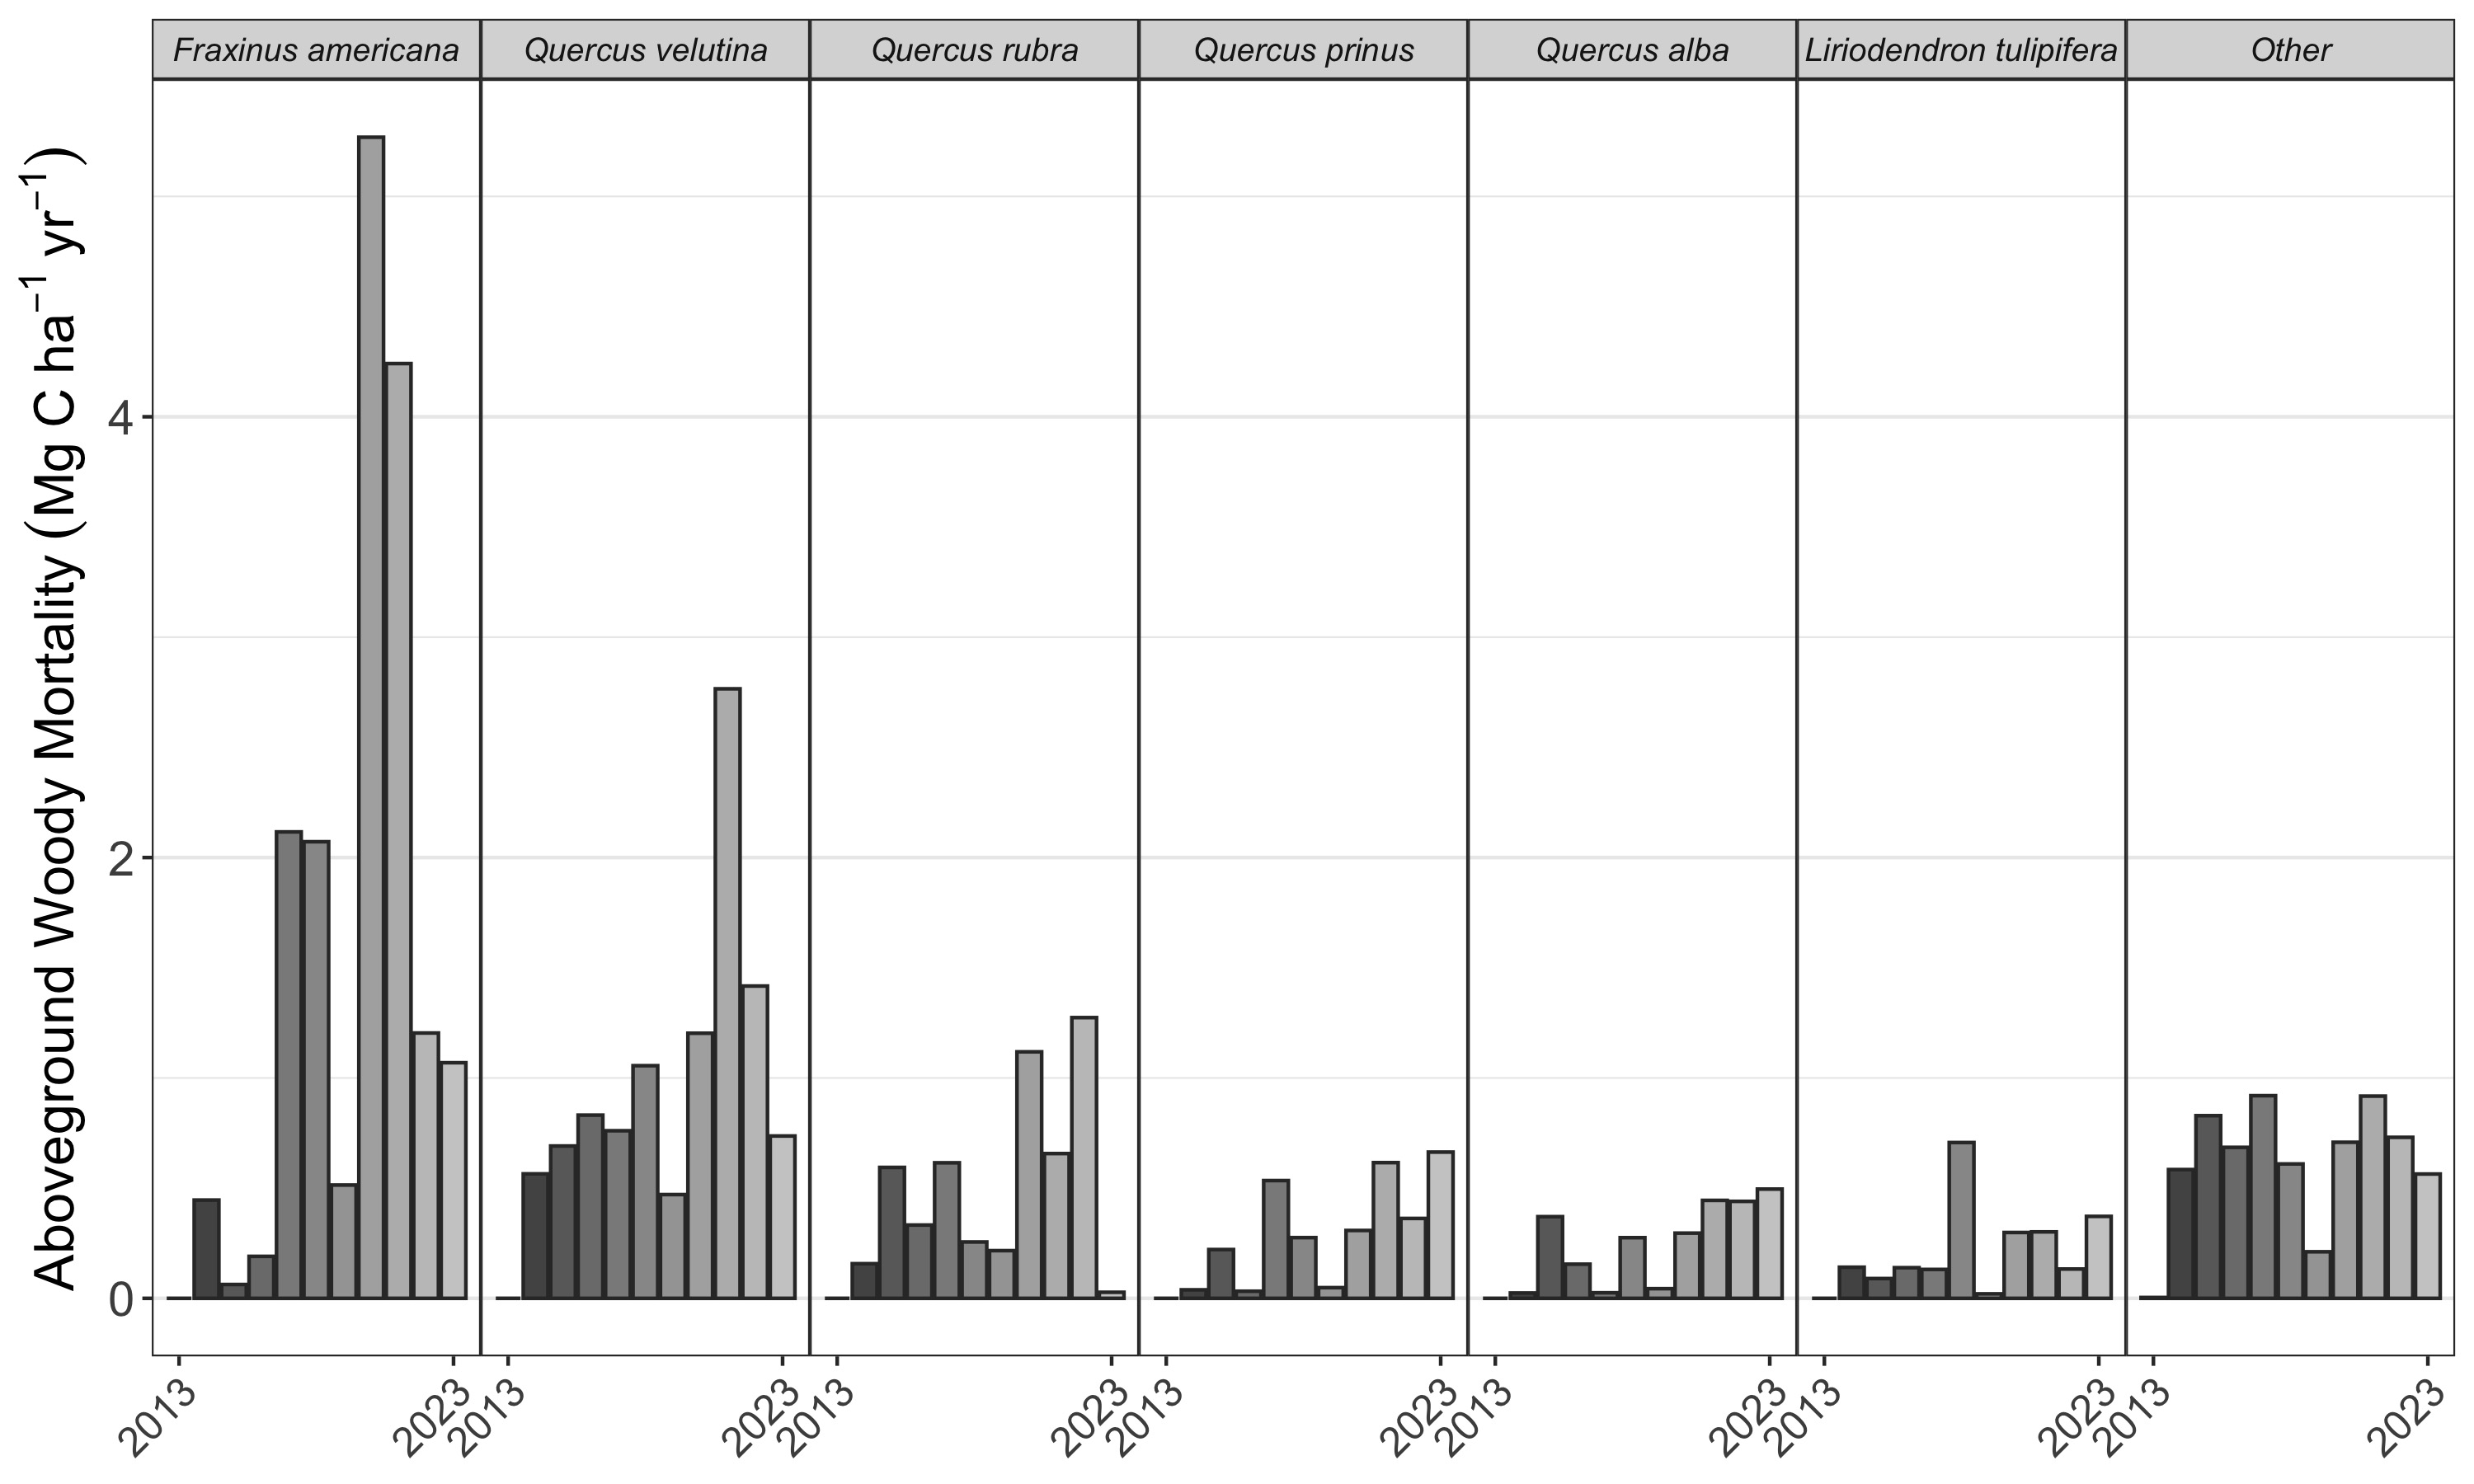 Fraxinus americana
Quercus velutina
Quercus rubra
Quercus prinus
Quercus alba
Liriodendron tulipifera
Other
Aboveground Woody Mortality (Mg C ha⁻¹ yr⁻¹)
4
2
0
2013
2023
2013
2023
2013
2023
2013
2023
2013
2023
2013
2023
2013
2023